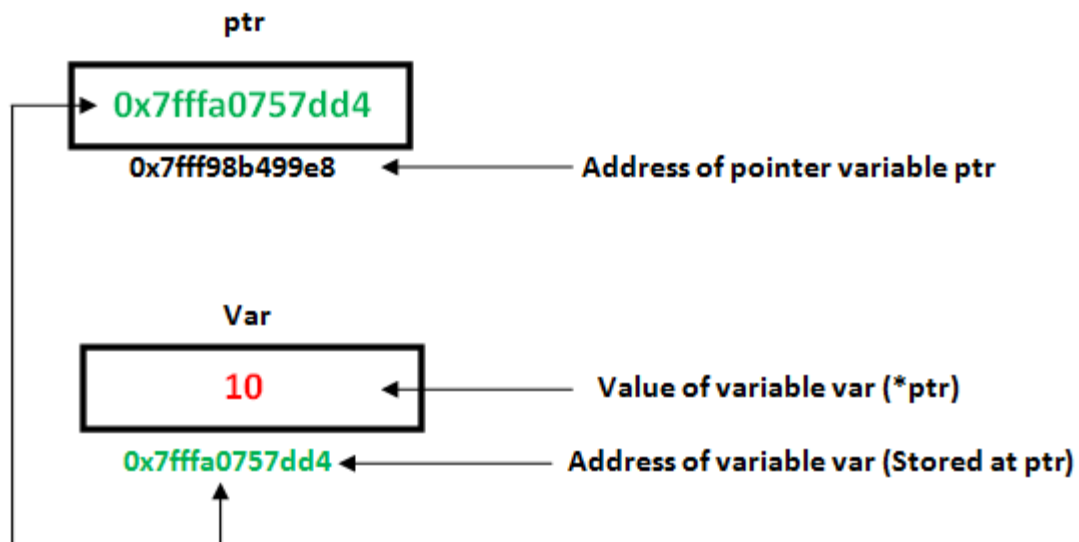 ptr
0x7fffa0757dd4
0x7fff98b499e8 Address of pointer variable ptr
Var
10 Value of variable var (*ptr)
0x7fffa0757dd4 Address of variable var (Stored at ptr)